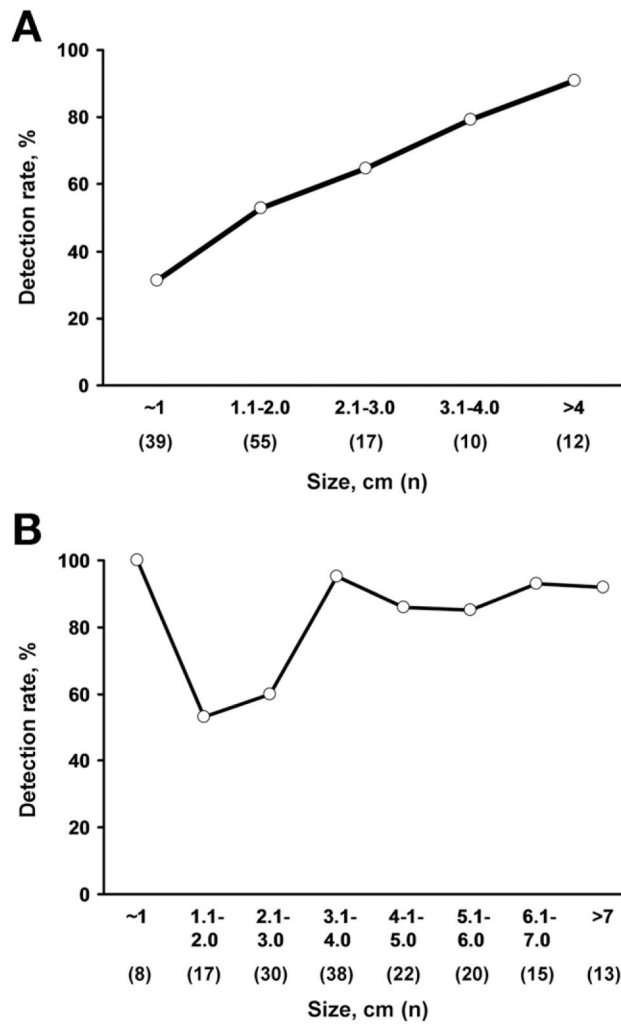 A
100
80
60
40
20
0
Detection rate, %
~1 1.1-2.0 2.1-3.0 3.1-4.0 >4
(39) (55) (17) (10) (12)
Size, cm (n)
B
100
80
60
40
20
0
Detection rate, %
~1 1.1- 2.1- 3.1- 4-1- 5.1- 6.1- >7
2.0 3.0 4.0 5.0 6.0 7.0
(8) (17) (30) (38) (22) (20) (15) (13)
Size, cm (n)